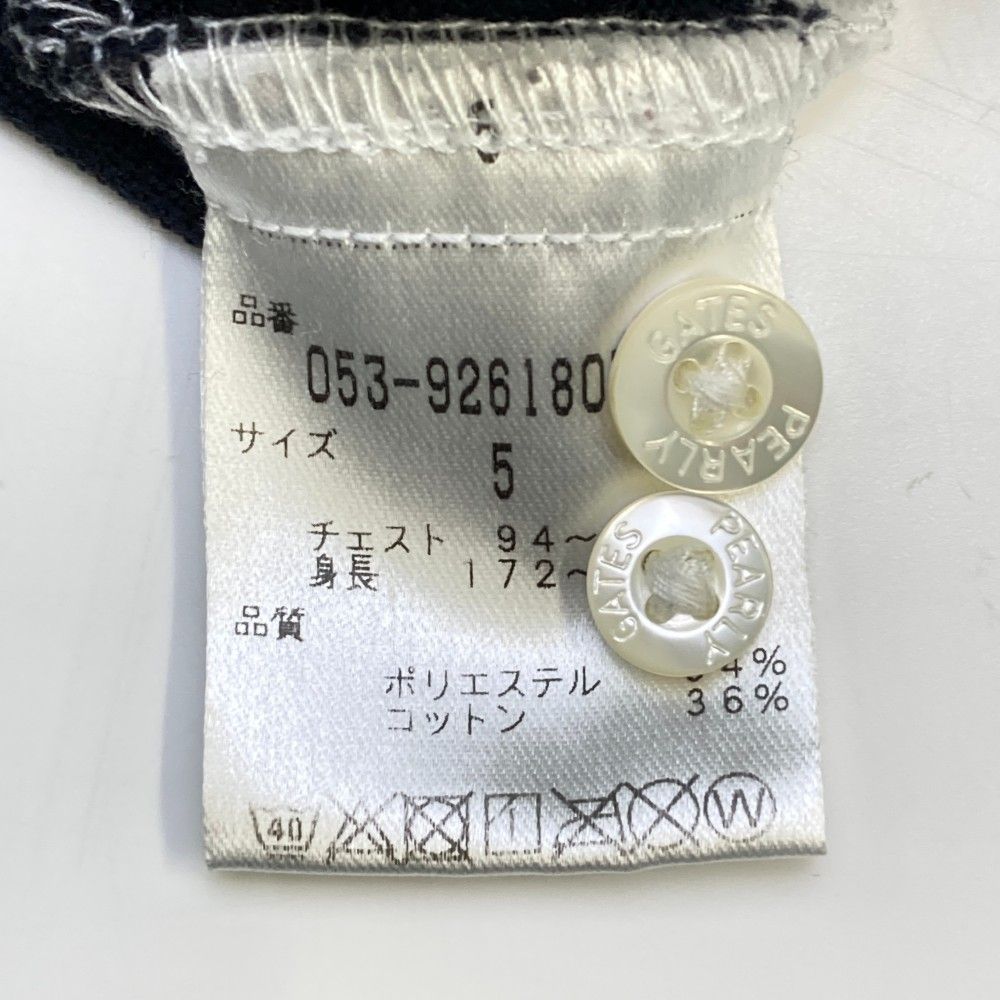 品番
053-926180
サイズ
5
チェスト 94~
身長 172~
品質
ポリエステル 4%
コットン 36%
40
W
GATES
PEARLY
GATES
PEARLY